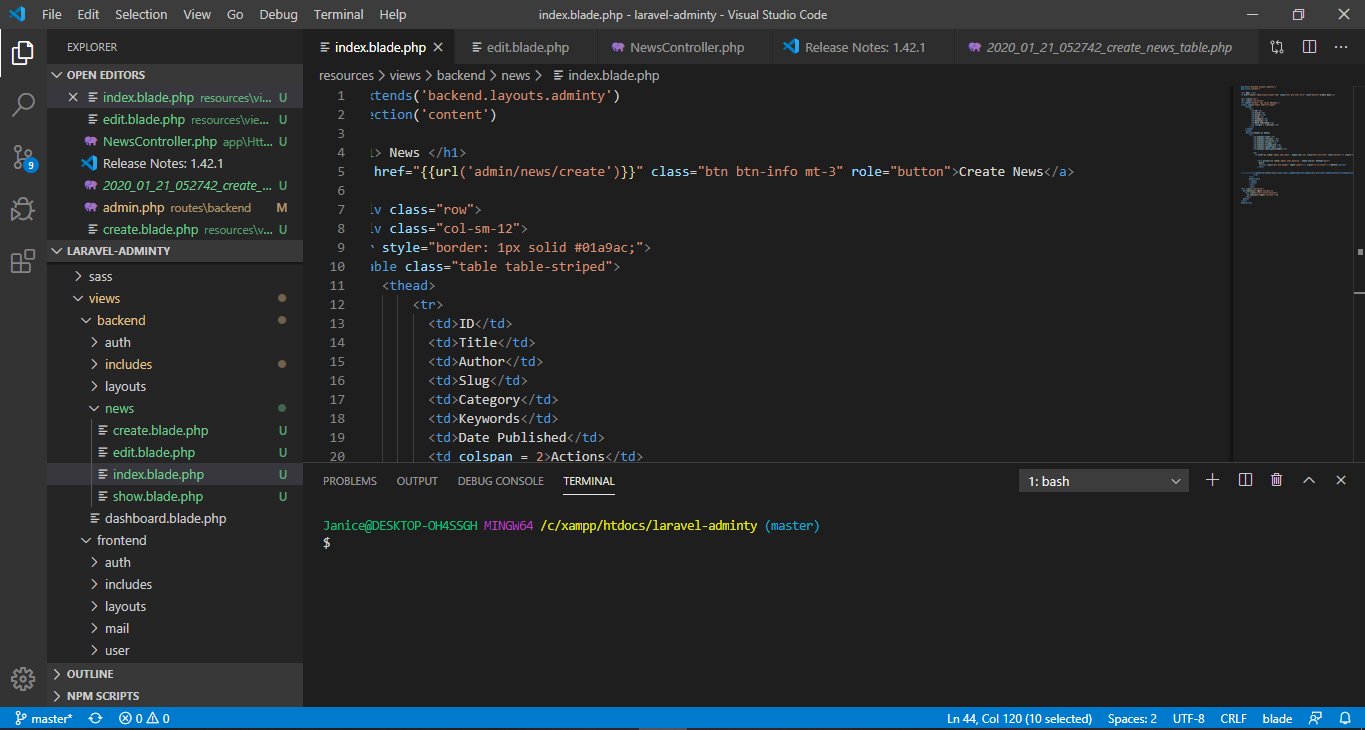 File Edit Selection View Go Debug Terminal Help index.blade.php - laravel-adminty - Visual Studio Code
EXPLORER
OPEN EDITORS
index.blade.php resources\vi... U
edit.blade.php resources\vie... U
NewsController.php app\Htt... U
Release Notes: 1.42.1
2020_01_21_052742_create_... U
admin.php routes\backend M
create.blade.php resources\v... U
9
LARAVEL-ADMINTY
sass
views
backend
auth
includes
layouts
news
create.blade.php U
edit.blade.php U
index.blade.php U
show.blade.php U
dashboard.blade.php
frontend
auth
includes
layouts
mail
user
OUTLINE
NPM SCRIPTS
index.blade.php edit.blade.php NewsController.php Release Notes: 1.42.1 2020_01_21_052742_create_news_table.php
resources > views > backend > news > index.blade.php
1 xtends('backend.layouts.adminty')
2 ection('content')
3
4 1> News </h1>
5 href="{{url('admin/news/create')}}" class="btn btn-info mt-3" role="button">Create News</a>
6
7 iv class="row">
8 iv class="col-sm-12">
9 r style="border: 1px solid #01a9ac;">
10 able class="table table-striped">
11 <thead>
12 <tr>
13 <td>ID</td>
14 <td>Title</td>
15 <td>Author</td>
16 <td>Slug</td>
17 <td>Category</td>
18 <td>Keywords</td>
19 <td>Date Published</td>
20 <td colspan = 2>Actions</td>
PROBLEMS OUTPUT DEBUG CONSOLE TERMINAL 1: bash
Janice@DESKTOP-OH4SSGH MINGW64 /c/xampp/htdocs/laravel-adminty (master)
$
master* 0 0 Ln 44, Col 120 (10 selected) Spaces: 2 UTF-8 CRLF blade